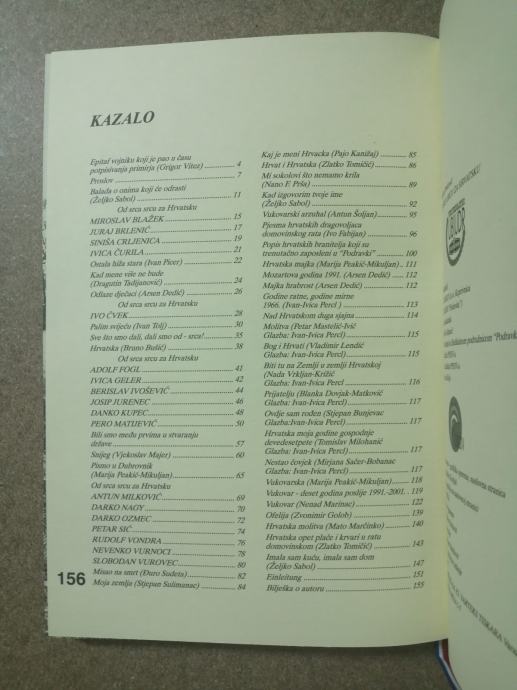 KAZALO
Epitaf vojniku koji je pao u času
potpisivanja primirja (Grigor Vitez) .................. 4
Proslov ................................................................ 7
Balada o onima koji će odrasti
(Željko Sabol) ..................................................... 11
Od srca srcu za Hrvatsku
MIROSLAV BLAŽEK ......................................... 15
JURAJ BRLENIĆ ................................................ 17
SINIŠA CRLJENICA ........................................... 19
IVICA ČURILA .................................................... 21
Ostala hiža stara (Ivan Picer) ............................. 22
Kad mene više ne bude
(Dragutin Tadijanović) ....................................... 24
Odlaze dječaci (Arsen Dedić) ............................ 26
Od srca srcu za Hrvatsku
IVO ČVEK ........................................................... 28
Palim svijeću (Ivan Tolj) .................................... 30
Sve što smo dali, dali smo od - srca! ................. 35
Hrvatska (Bruno Bušić) ...................................... 38
Od srca srcu za Hrvatsku
ADOLF FOGL ..................................................... 41
IVICA GELER ..................................................... 42
BERISLAV IVOŠEVIĆ ........................................ 44
JOSIP JURENEC ................................................ 46
DANKO KUPEC ................................................. 48
PERO MATIJEVIĆ .............................................. 50
Bili smo među prvima u stvaranju
države .................................................................. 57
Snijeg (Vjekoslav Majer) .................................... 60
Pismo u Dubrovnik
(Marija Peakić-Mikuljan) .................................... 65
Od srca srcu za Hrvatsku
ANTUN MILKOVIĆ ............................................ 69
DARKO NAGY .................................................... 70
DARKO OZMEC ................................................. 72
PETAR SIČ .......................................................... 74
RUDOLF VONDRA ............................................. 76
NEVENKO VURNOCI ......................................... 78
SLOBODAN VUROVEC ...................................... 80
Misao na smrt (Đuro Sudeta) ............................. 82
Moja zemlja (Stjepan Sulimanac) ...................... 84
156
Kaj je meni Hrvacka (Pajo Kanižaj) ................... 85
Hrvat i Hrvatska (Zlatko Tomičić) ..................... 86
Mi sokolovi što nemamo krila
(Nano F. Prša) .................................................... 89
Kad izgovorim tvoje ime
(Željko Sabol) ..................................................... 92
Vukovarski arzuhal (Antun Šoljan) .................... 95
Pjesma hrvatskih dragovoljaca
domovinskog rata (Ivo Fabijan) ......................... 96
Popis hrvatskih branitelja koji su
trenutačno zaposleni u "Podravki" .................... 100
Hrvatska majka (Marija Peakić-Mikuljan) . 111
Mozartova godina 1991. (Arsen Dedić) ...... 112
Majka hrabrost (Arsen Dedić) ..................... 112
Godine ratne, godine mirne
1966. (Ivan-Ivica Percl ) .............................. 113
Nad Hrvatskom duga sjajna ........................ 114
Molitva (Petar Mastelić-Ivić
Glazba: Ivan-Ivica Percl) ............................. 115
Bog i Hrvati (Vladimir Lendić
Glazba: Ivan-Ivica Percl) ............................. 115
Biti tu na Zemlji u zemlji Hrvatskoj
(Nada Vrkljan-Križić
Glazba: Ivan-Ivica Percl .............................. 116
Prijatelju (Blanka Dovjak-Matković
Glazba: Ivan-Ivica Percl) ............................. 117
Ovdje sam rođen (Stjepan Bunjevac
Glazba:Ivan-Ivica Percl) .............................. 117
Hrvatska moja godine gospodnje
devedesetpete (Tomislav Milohanić
Glazba: Ivan-Ivica Percl) ............................. 117
Nestao čovjek (Mirjana Sačer-Bobanac
Glazba: Ivan-Ivica Percl) ............................. 117
Vukovarska (Marija Peakić-Mikuljan) ......... 118
Vukovar - deset godina poslije 1991.-2001.. 119
Vukovar (Nenad Marinac) ............................ 122
Ofelija (Zvonimir Golob) ............................. 139
Hrvatska molitva (Mato Marčinko) .............. 140
Hrvatska opet plače i krvari u ratu
domovinskom (Zlatko Tomičić) .................... 143
Imala sam kuću, imala sam dom
(Željko Sabol) ............................................... 147
Einleitung ..................................................... 151
Bilješka o autoru ........................................... 155